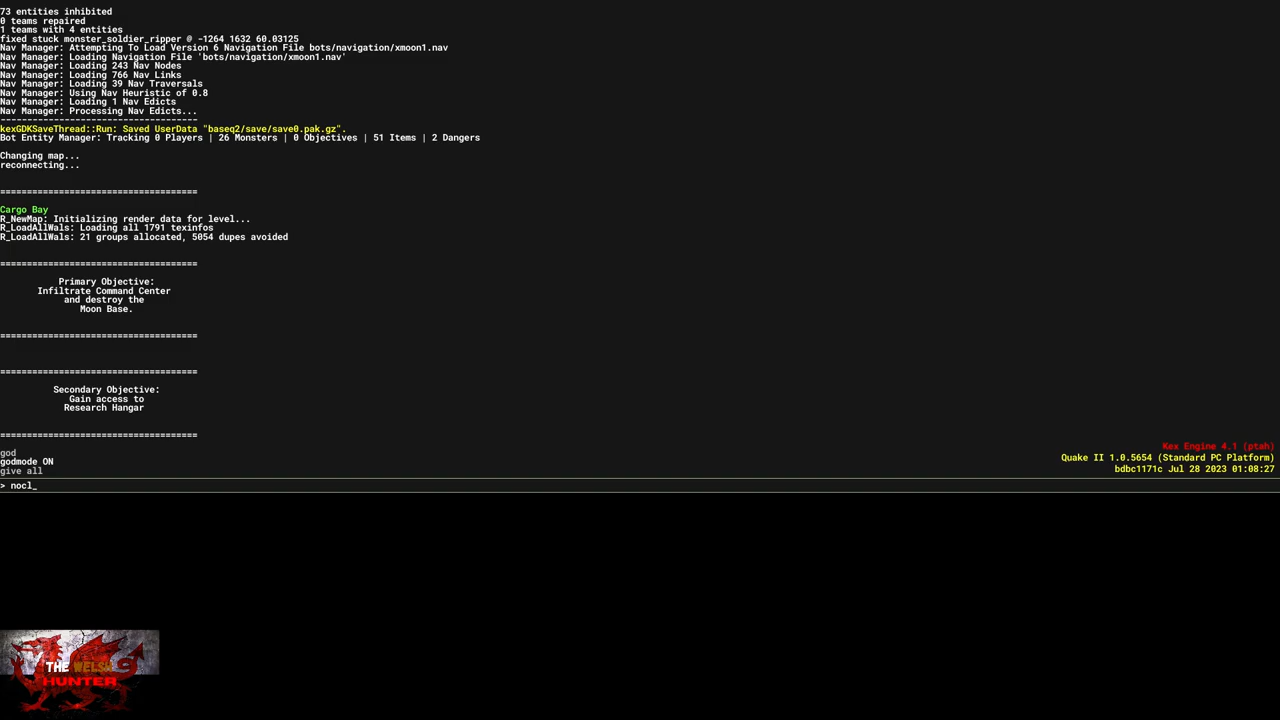 73 entities inhibited
0 teams repaired
1 teams with 4 entities
fixed stuck monster_soldier_ripper @ -1264 1632 60.03125
Nav Manager: Attempting To Load Version 6 Navigation File bots/navigation/xmoon1.nav
Nav Manager: Loading Navigation File 'bots/navigation/xmoon1.nav'
Nav Manager: Loading 243 Nav Nodes
Nav Manager: Loading 766 Nav Links
Nav Manager: Loading 39 Nav Traversals
Nav Manager: Using Nav Heuristic of 0.8
Nav Manager: Loading 1 Nav Edicts
Nav Manager: Processing Nav Edicts...
-------------------------------------
kexGDKSaveThread::Run: Saved UserData "baseq2/save/save0.pak.gz".
Bot Entity Manager: Tracking 0 Players | 26 Monsters | 0 Objectives | 51 Items | 2 Dangers
Changing map...
reconnecting...
=====================================
Cargo Bay
R_NewMap: Initializing render data for level...
R_LoadAllWals: Loading all 1791 texinfos
R_LoadAllWals: 21 groups allocated, 5054 dupes avoided
=====================================
Primary Objective:
Infiltrate Command Center
and destroy the
Moon Base.
=====================================
=====================================
Secondary Objective:
Gain access to
Research Hangar
=====================================
god
godmode ON
give all
Kex Engine 4.1 (ptah)
Quake II 1.0.5654 (Standard PC Platform)
bdbc1171c Jul 28 2023 01:08:27
> nocl_
THE WELSH
HUNTER